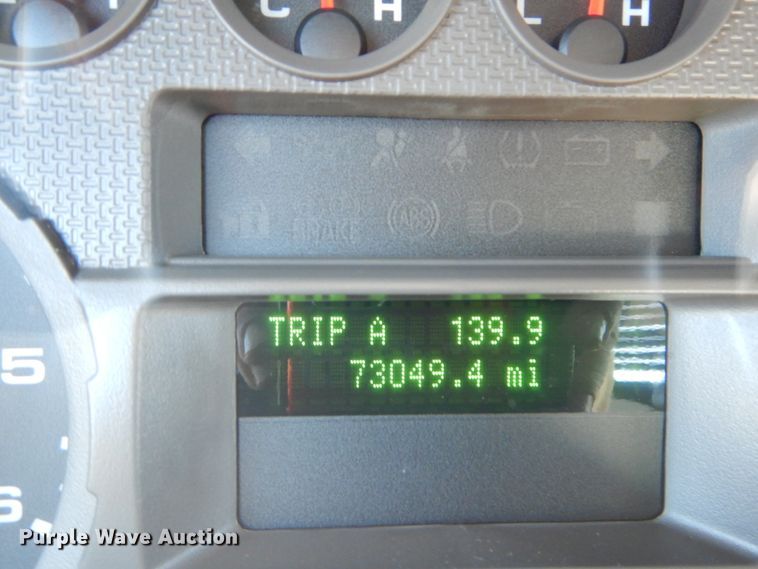 C H L H
ABS
BRAKE
TRIP A 139.9
73049.4 mi
5
6
Purple Wave Auction